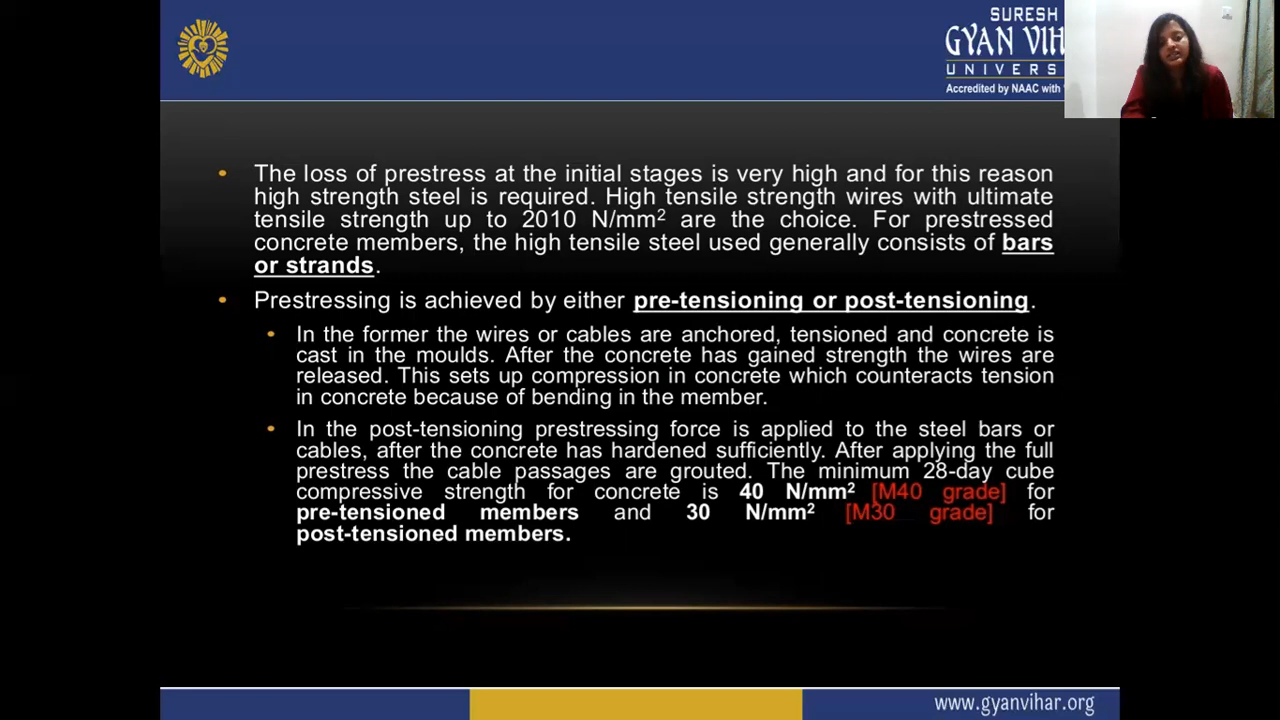 SURESH
GYAN VIH
UNIVERS
Accredited by NAAC with
• The loss of prestress at the initial stages is very high and for this reason
high strength steel is required. High tensile strength wires with ultimate
tensile strength up to 2010 N/mm² are the choice. For prestressed
concrete members, the high tensile steel used generally consists of bars
or strands.
• Prestressing is achieved by either pre-tensioning or post-tensioning.
• In the former the wires or cables are anchored, tensioned and concrete is
cast in the moulds. After the concrete has gained strength the wires are
released. This sets up compression in concrete which counteracts tension
in concrete because of bending in the member.
• In the post-tensioning prestressing force is applied to the steel bars or
cables, after the concrete has hardened sufficiently. After applying the full
prestress the cable passages are grouted. The minimum 28-day cube
compressive strength for concrete is 40 N/mm² [M40 grade] for
pre-tensioned members and 30 N/mm² [M30 grade] for
post-tensioned members.
www.gyanvihar.org